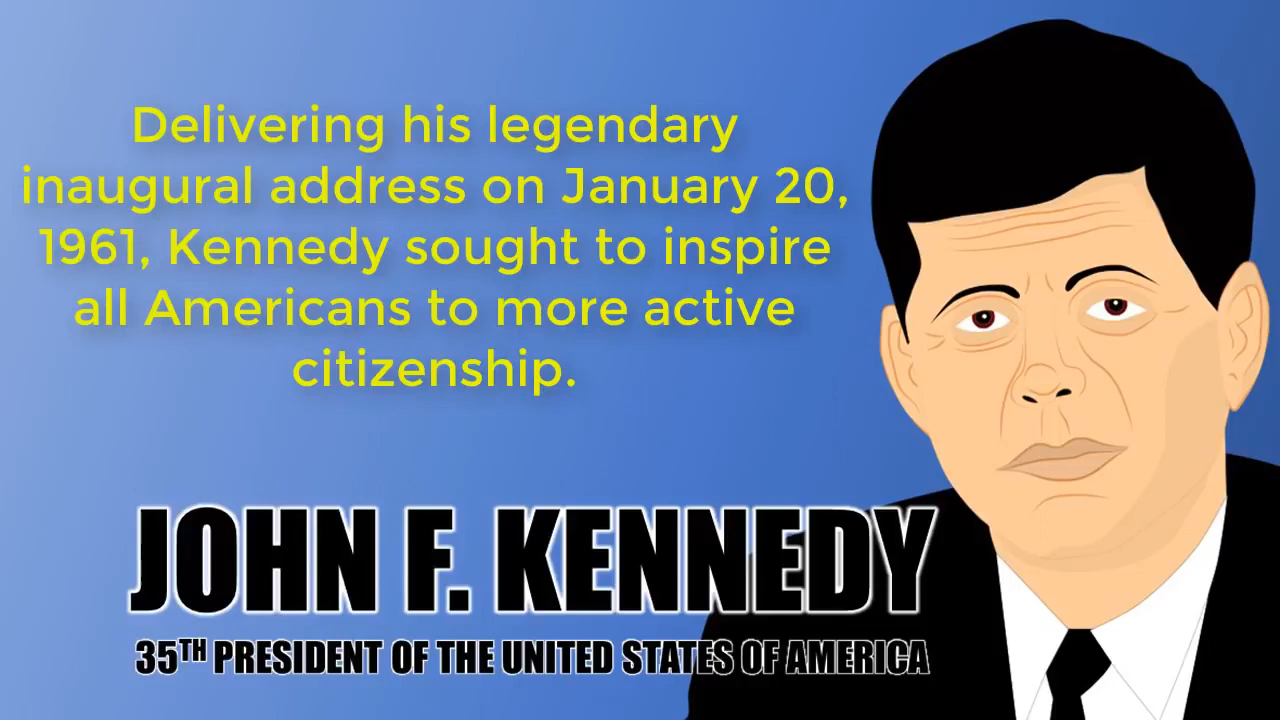 Delivering his legendary
inaugural address on January 20,
1961, Kennedy sought to inspire
all Americans to more active
citizenship.
JOHN F. KENNEDY
35TH PRESIDENT OF THE UNITED STATES OF AMERICA